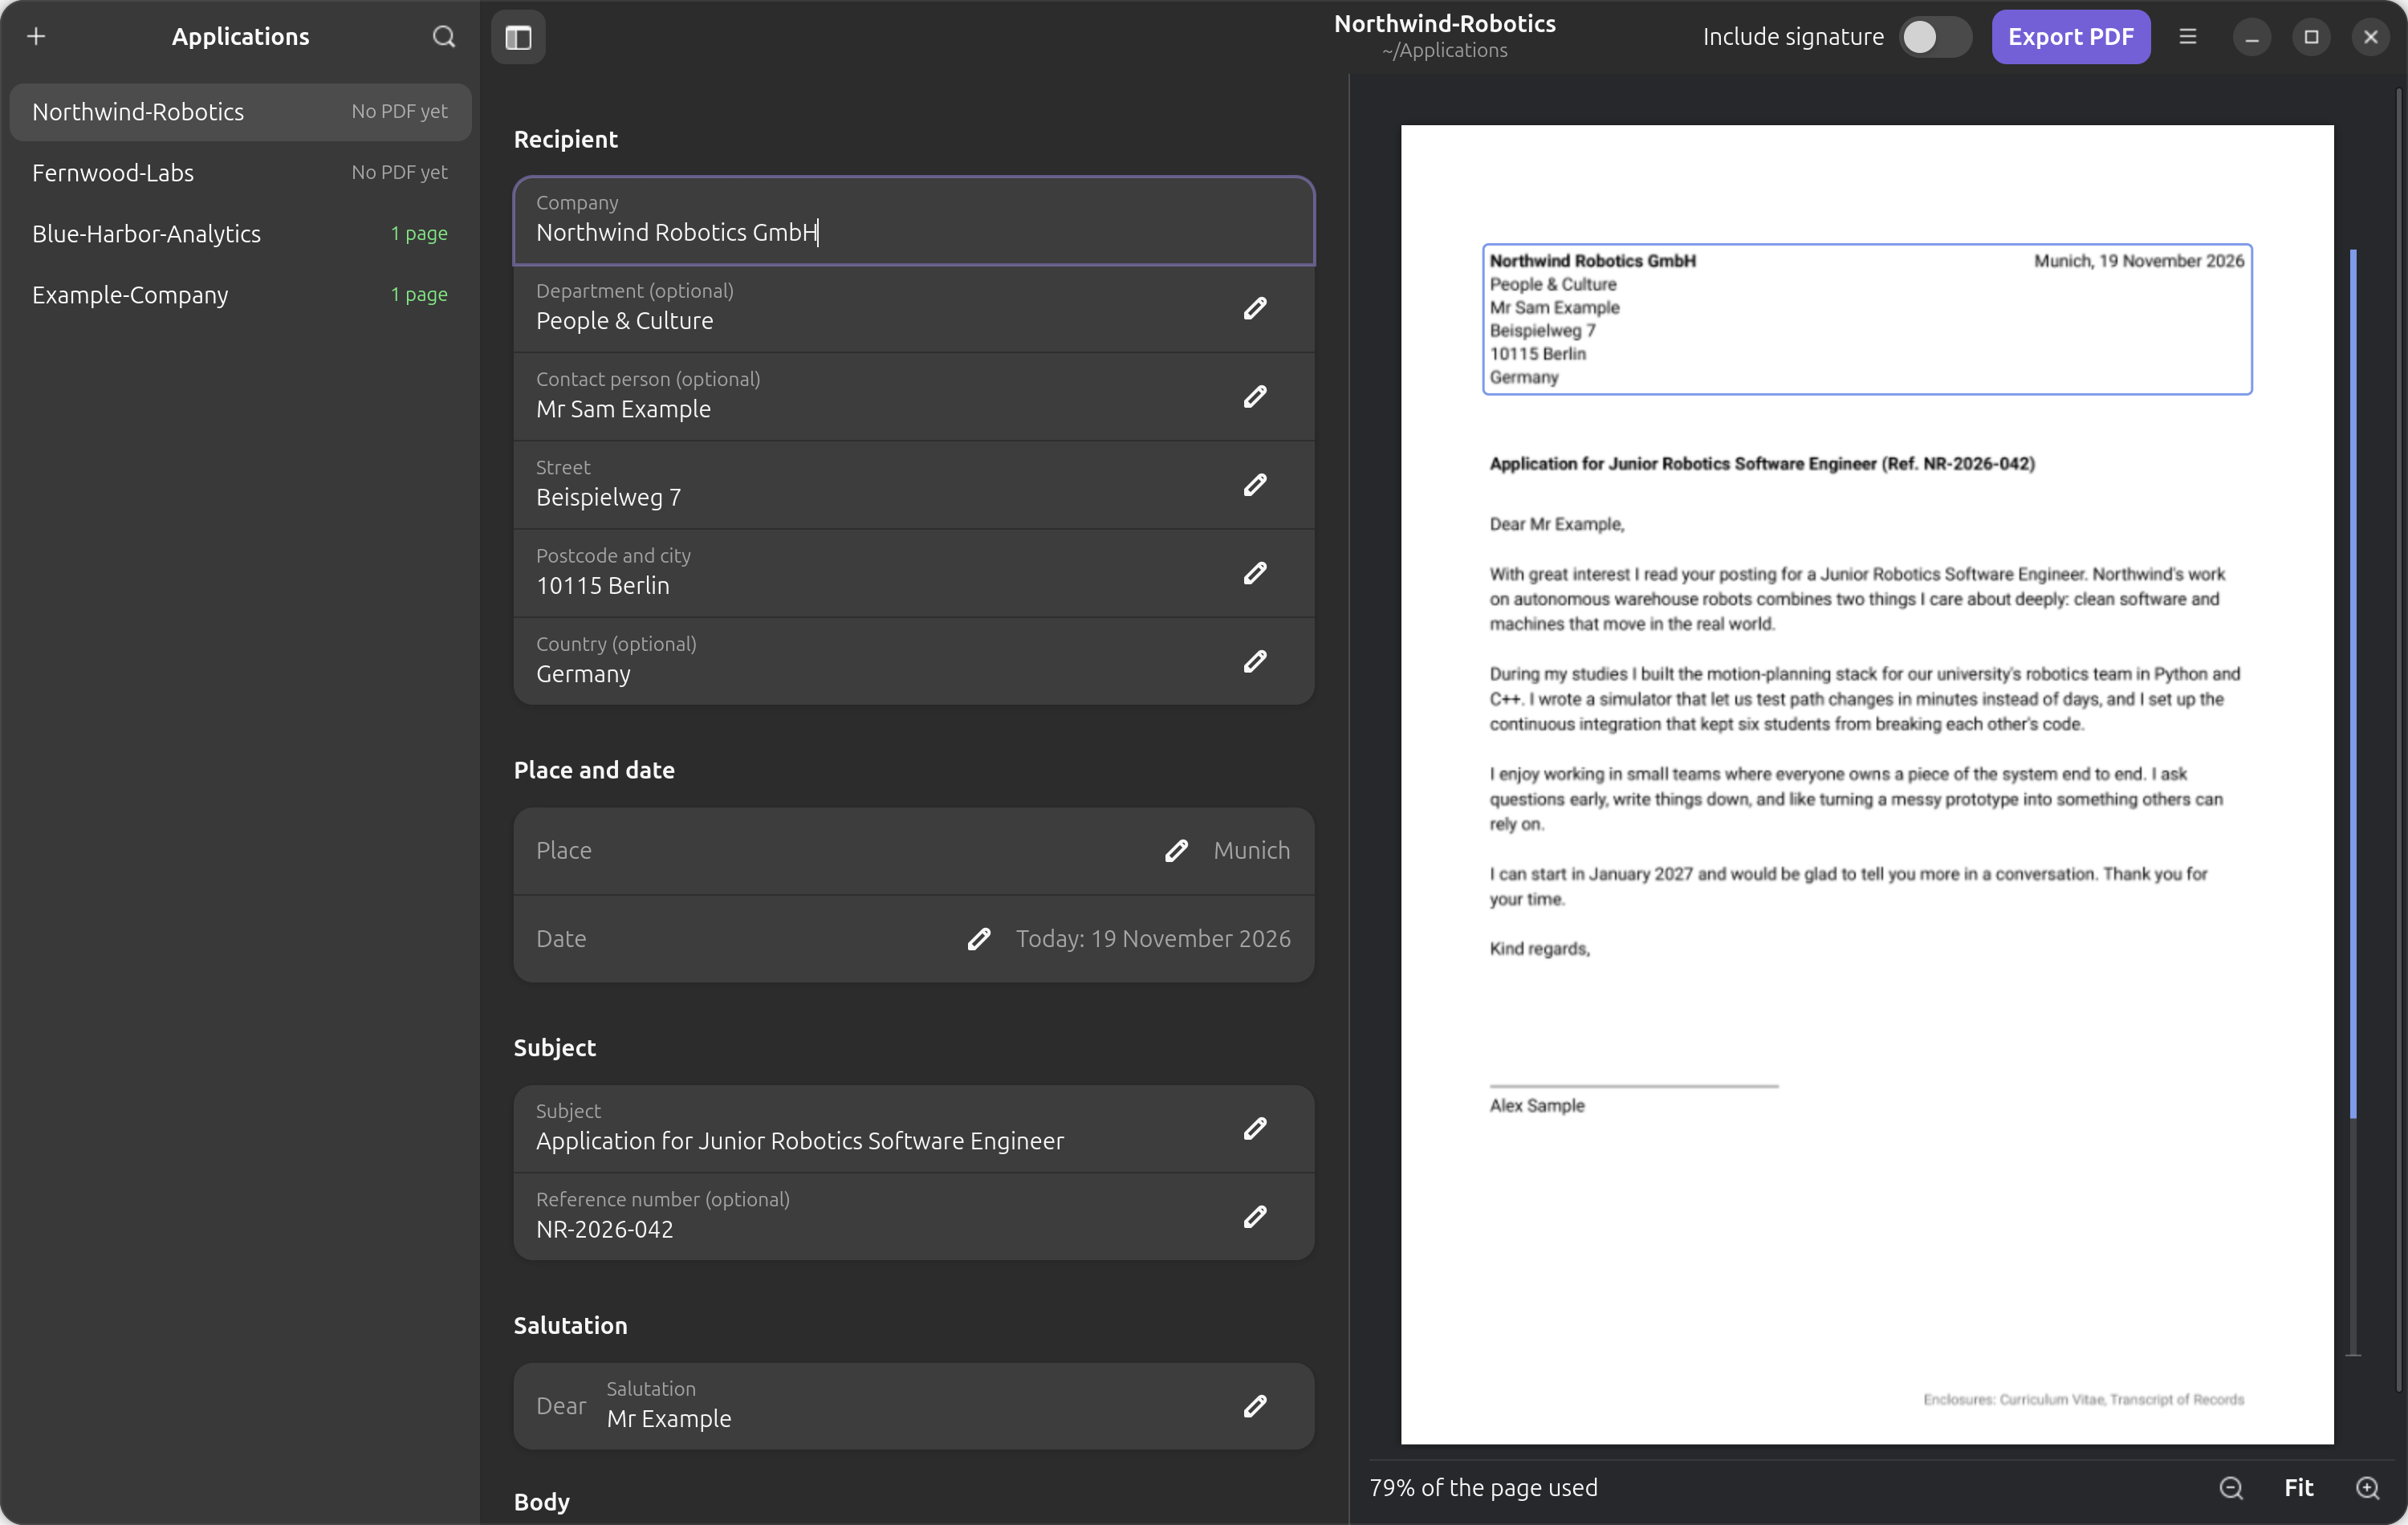 Applications
Northwind-Robotics No PDF yet
Fernwood-Labs No PDF yet
Blue-Harbor-Analytics 1 page
Example-Company 1 page
Northwind-Robotics
~/Applications
Include signature
Export PDF
Recipient
Company
Northwind Robotics GmbH
Department (optional)
People & Culture
Contact person (optional)
Mr Sam Example
Street
Beispielweg 7
Postcode and city
10115 Berlin
Country (optional)
Germany
Place and date
Place Munich
Date Today: 19 November 2026
Subject
Subject
Application for Junior Robotics Software Engineer
Reference number (optional)
NR-2026-042
Salutation
Dear
Salutation
Mr Example
Body
Northwind Robotics GmbH Munich, 19 November 2026
People & Culture
Mr Sam Example
Beispielweg 7
10115 Berlin
Germany
Application for Junior Robotics Software Engineer (Ref. NR-2026-042)
Dear Mr Example,
With great interest I read your posting for a Junior Robotics Software Engineer. Northwind's work
on autonomous warehouse robots combines two things I care about deeply: clean software and
machines that move in the real world.
During my studies I built the motion-planning stack for our university's robotics team in Python and
C++. I wrote a simulator that let us test path changes in minutes instead of days, and I set up the
continuous integration that kept six students from breaking each other's code.
I enjoy working in small teams where everyone owns a piece of the system end to end. I ask
questions early, write things down, and like turning a messy prototype into something others can
rely on.
I can start in January 2027 and would be glad to tell you more in a conversation. Thank you for
your time.
Kind regards,
Alex Sample
Enclosures: Curriculum Vitae, Transcript of Records
79% of the page used
Fit